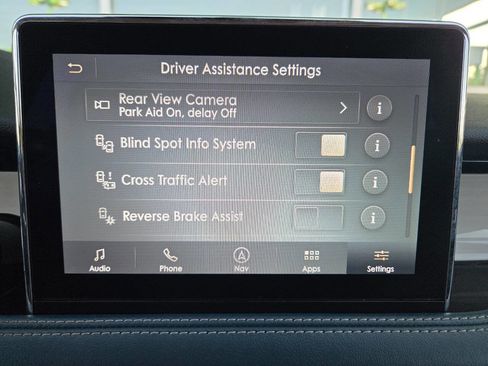 Driver Assistance Settings
Rear View Camera
Park Aid On, delay Off
i
Blind Spot Info System
i
Cross Traffic Alert
i
Reverse Brake Assist
i
Audio
Phone
Nav
Apps
Settings